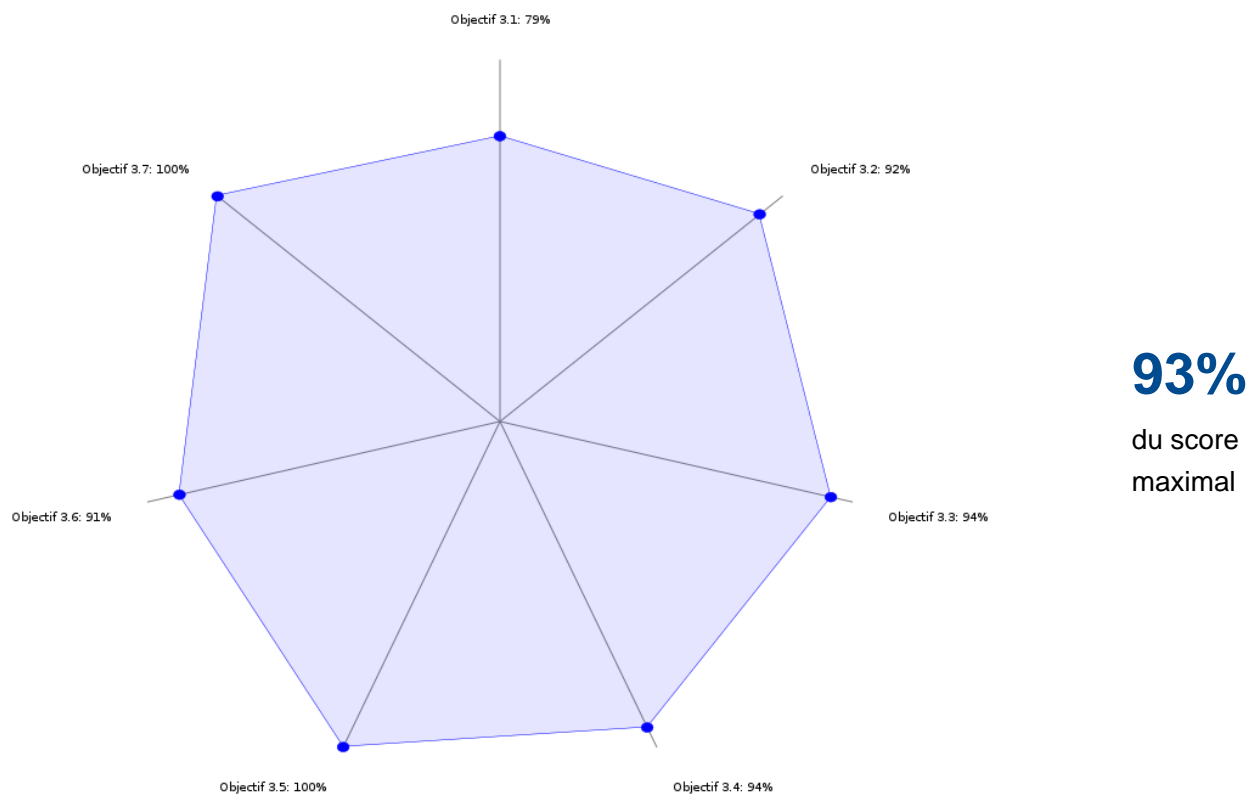 Objectif 3.1: 79%
Objectif 3.7: 100%
Objectif 3.2: 92%
93%
du score
maximal
Objectif 3.6: 91%
Objectif 3.3: 94%
Objectif 3.5: 100%
Objectif 3.4: 94%